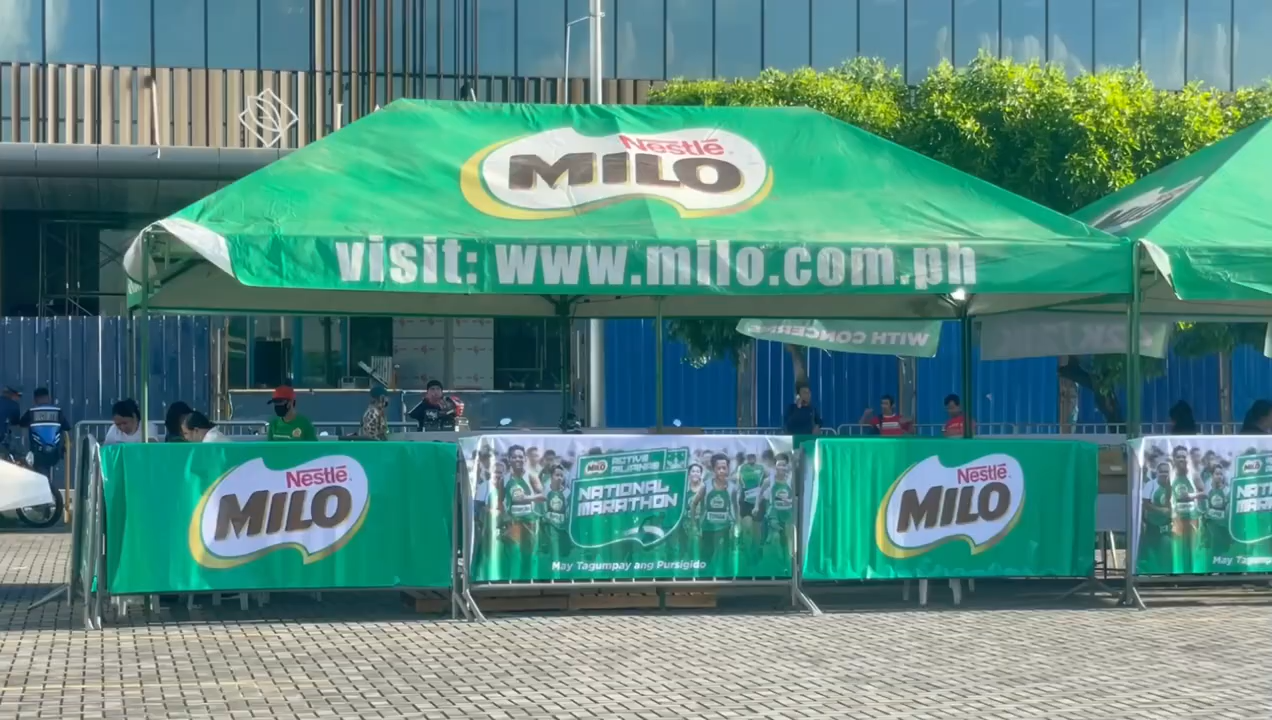 Nestlé
MILO
visit: www.milo.com.ph
WITH CONCERNS
Nestlé
MILO
MILO
ACTIVE
PILIPINAS
NATIONAL
MARATHON
May Tagumpay ang Pursigido
Nestlé
MILO
MILO